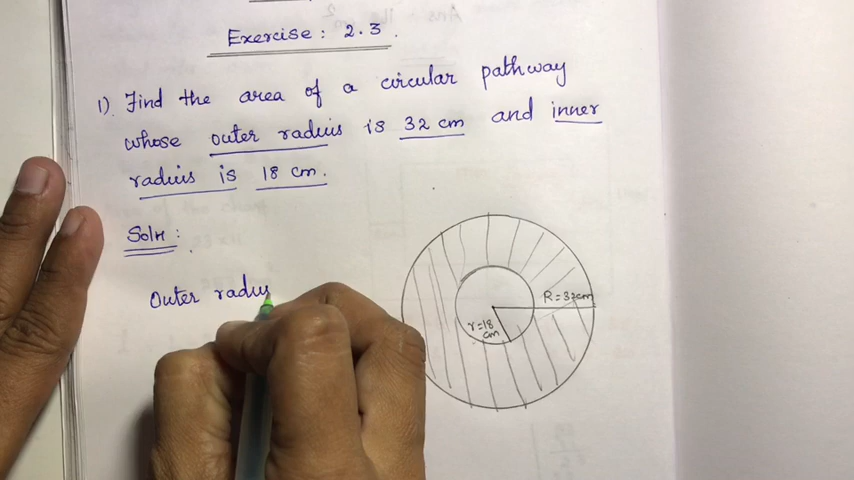 Exercise: 2.3.
1). Find the area of a circular pathway
whose outer radius is 32 cm and inner
radius is 18 cm.
Soln:
Outer radius
R=32cm
r=18
cm